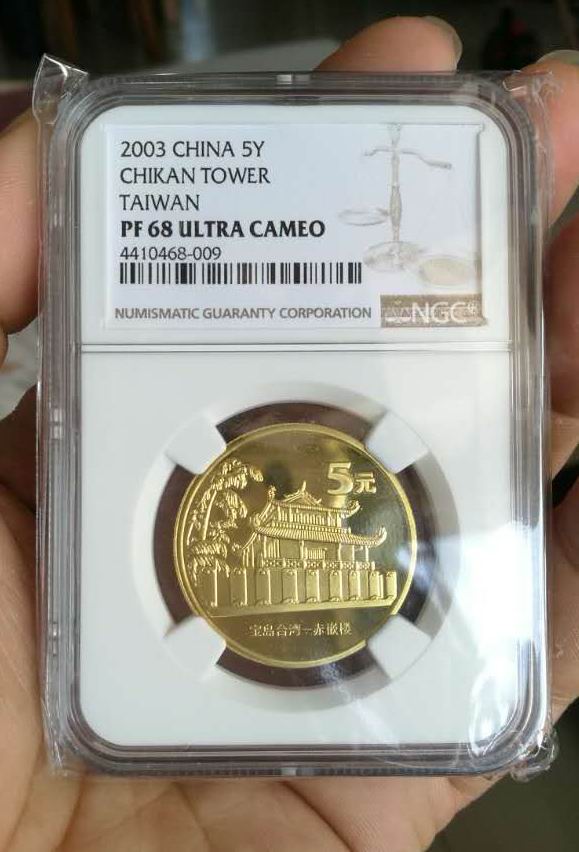 2003 CHINA 5Y
CHIKAN TOWER
TAIWAN
PF 68 ULTRA CAMEO
4410468-009
NUMISMATIC GUARANTY CORPORATION
NGC®
5元
宝岛台湾-赤嵌楼